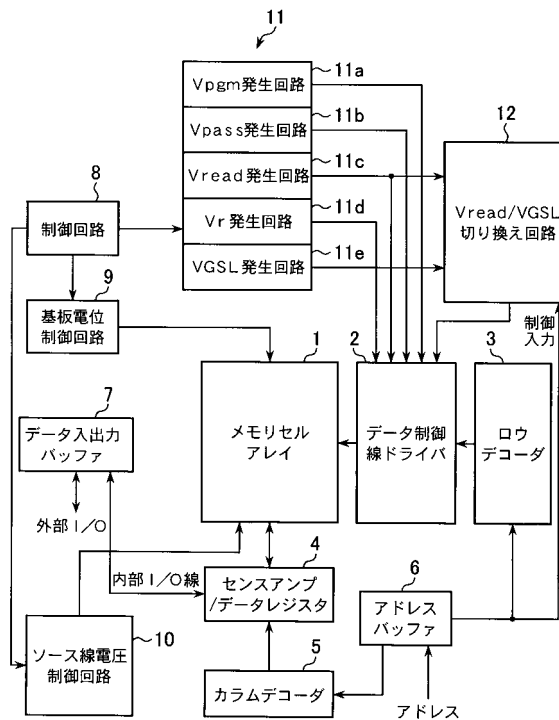 11
Vpgm発生回路
11a
Vpass発生回路
11b
Vread発生回路
11c
Vr発生回路
11d
VGSL発生回路
11e
12
Vread/VGSL
切り換え回路
8
制御回路
9
基板電位
制御回路
制御
入力
1
メモリセル
アレイ
2
データ制御
線ドライバ
3
ロウ
デコーダ
7
データ入出力
バッファ
外部I/O
内部I/O線
4
センスアンプ
/データレジスタ
6
アドレス
バッファ
10
ソース線電圧
制御回路
5
カラムデコーダ
アドレス